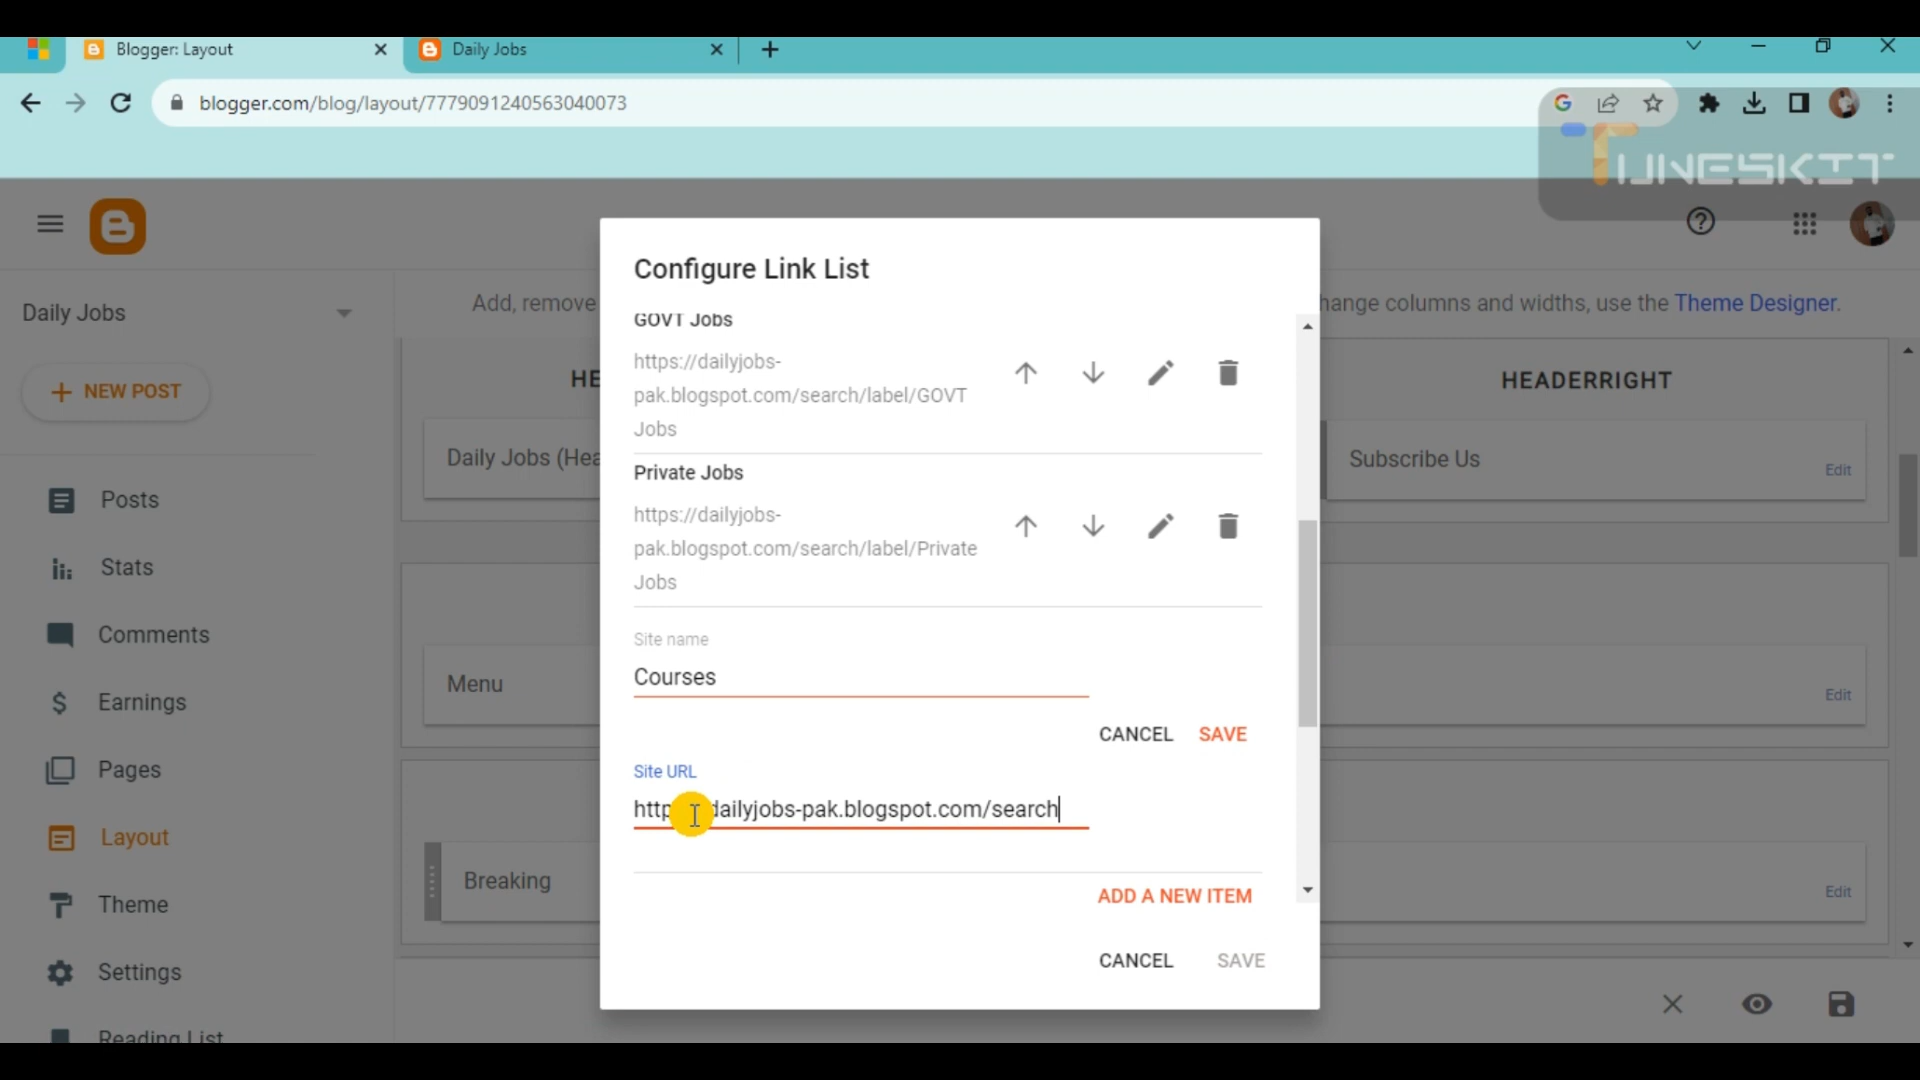 Blogger: Layout
Daily Jobs
blogger.com/blog/layout/7779091240563040073
TUNESKIT
Daily Jobs
Add, remove
hange columns and widths, use the Theme Designer.
NEW POST
Posts
Stats
Comments
Earnings
Pages
Layout
Theme
Settings
Reading List
HE
Daily Jobs (Hea
HEADERRIGHT
Subscribe Us
Edit
Menu
Edit
Breaking
Edit
Configure Link List
GOVT Jobs
https://dailyjobs-
pak.blogspot.com/search/label/GOVT
Jobs
Private Jobs
https://dailyjobs-
pak.blogspot.com/search/label/Private
Jobs
Site name
Courses
CANCEL SAVE
Site URL
http dailyjobs-pak.blogspot.com/search
ADD A NEW ITEM
CANCEL SAVE